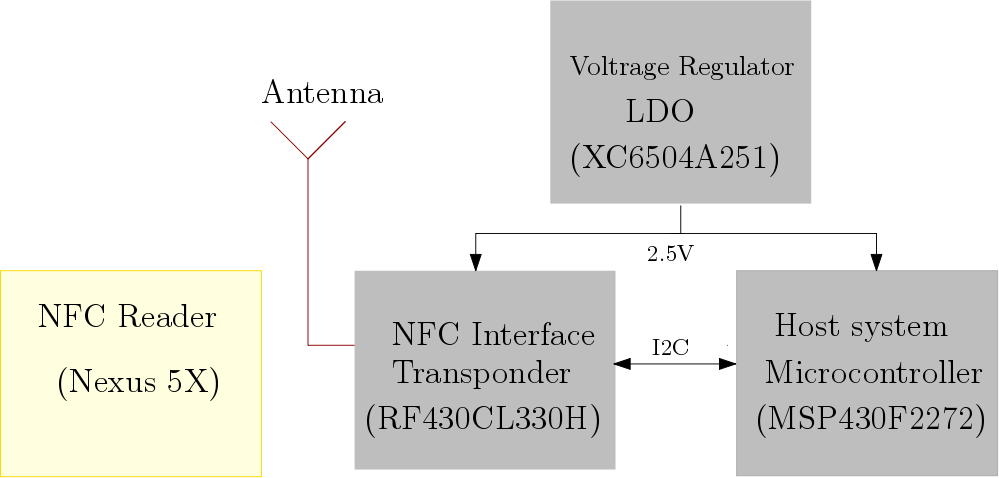 Voltrage Regulator
LDO
(XC6504A251)
Antenna
2.5V
NFC Reader
(Nexus 5X)
NFC Interface
Transponder
(RF430CL330H)
I2C
Host system
Microcontroller
(MSP430F2272)